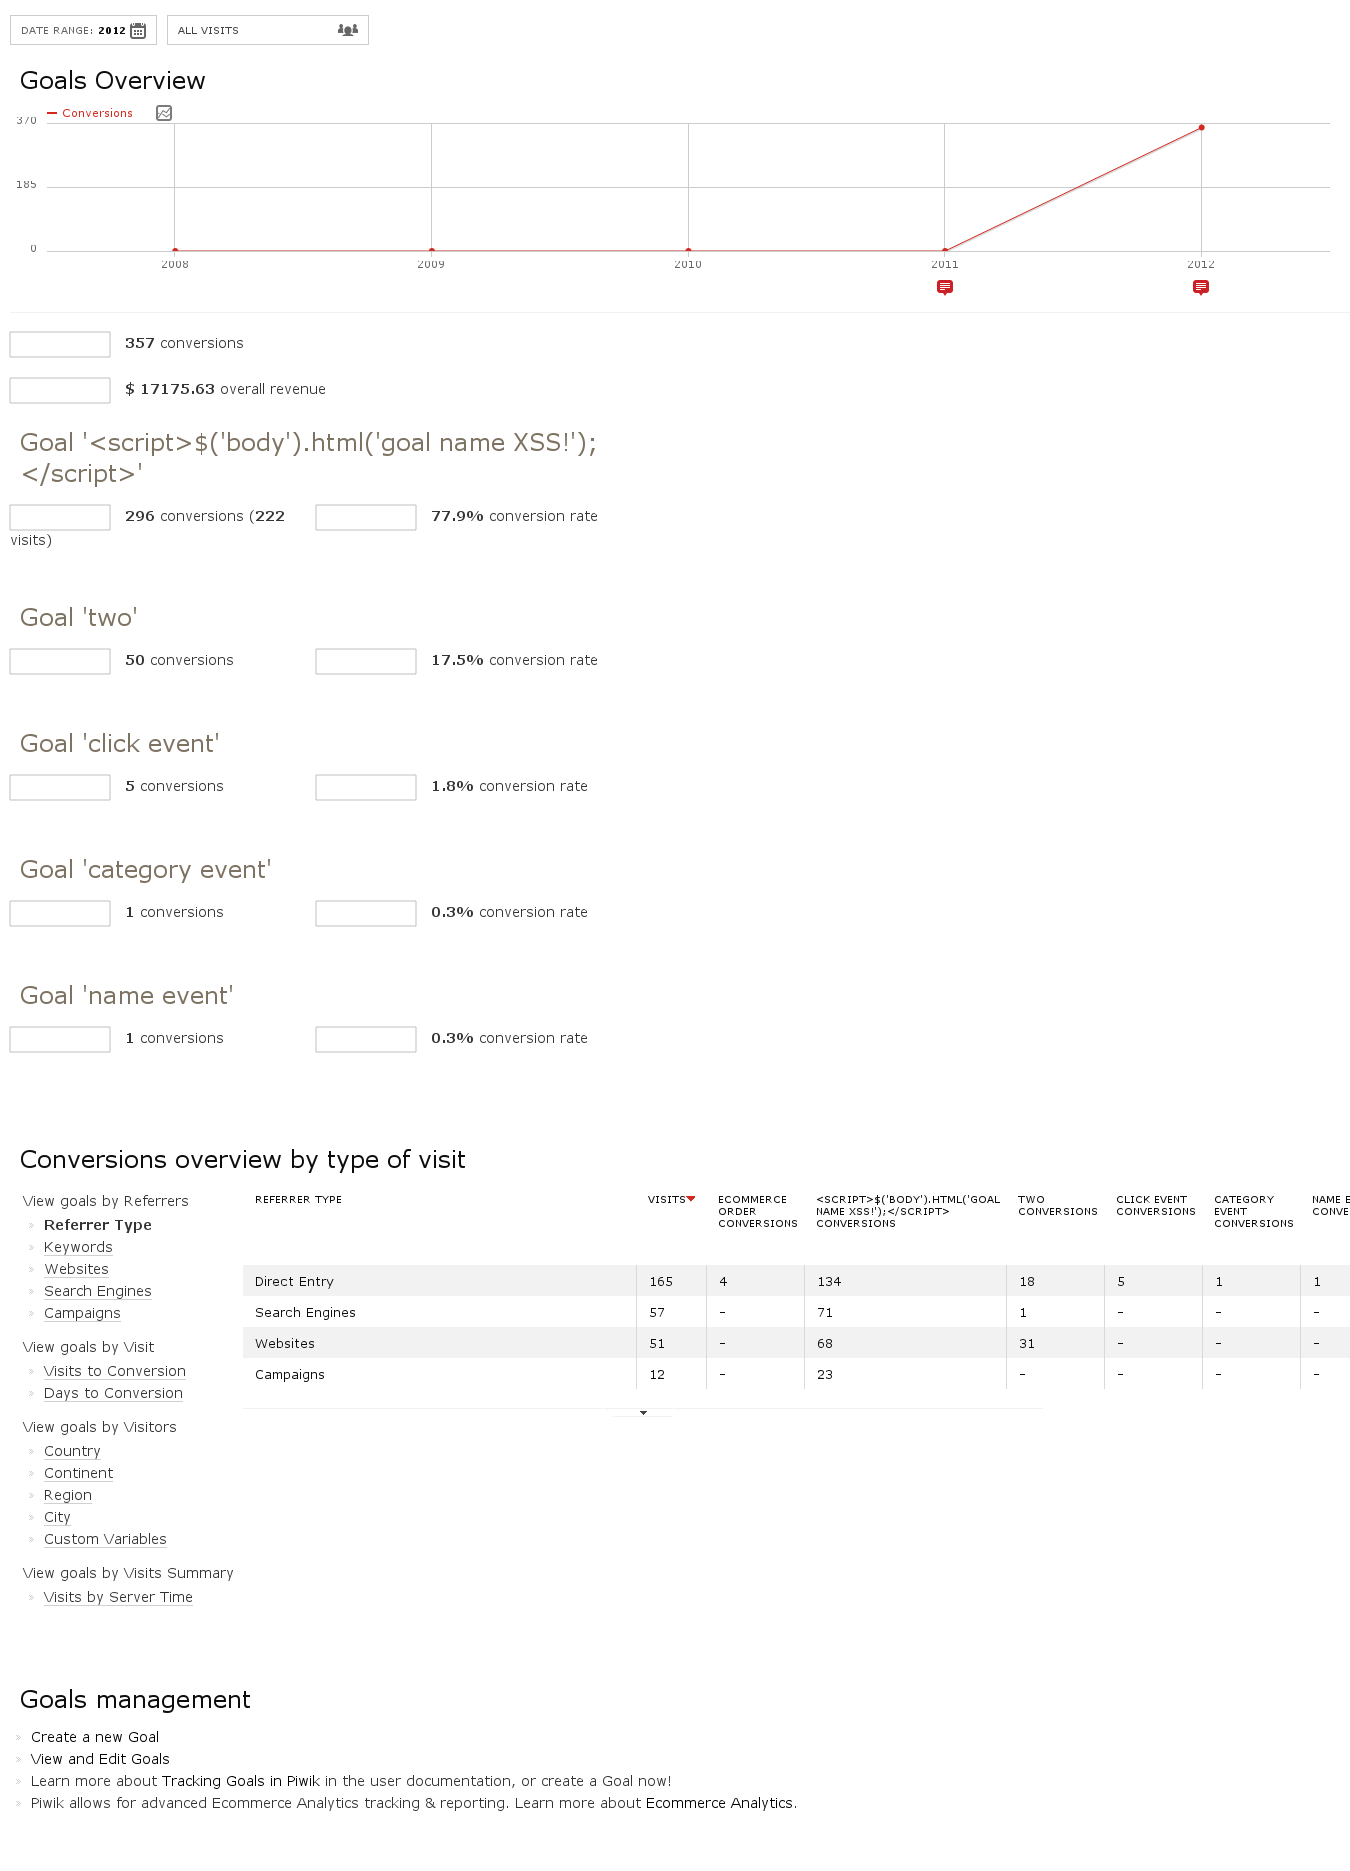 DATE RANGE: 2012
ALL VISITS
Goals Overview
Conversions
370
185
0
2008 2009 2010 2011 2012
357 conversions
$ 17175.63 overall revenue
Goal '<script>$('body').html('goal name XSS!');
</script>'
296 conversions (222 visits)
77.9% conversion rate
Goal 'two'
50 conversions
17.5% conversion rate
Goal 'click event'
5 conversions
1.8% conversion rate
Goal 'category event'
1 conversions
0.3% conversion rate
Goal 'name event'
1 conversions
0.3% conversion rate
Conversions overview by type of visit
View goals by Referrers
» Referrer Type
» Keywords
» Websites
» Search Engines
» Campaigns
View goals by Visit
» Visits to Conversion
» Days to Conversion
View goals by Visitors
» Country
» Continent
» Region
» City
» Custom Variables
View goals by Visits Summary
» Visits by Server Time
REFERRER TYPE
VISITS
ECOMMERCE
ORDER
CONVERSIONS
<SCRIPT>$('BODY').HTML('GOAL
NAME XSS!');</SCRIPT>
CONVERSIONS
TWO
CONVERSIONS
CLICK EVENT
CONVERSIONS
CATEGORY
EVENT
CONVERSIONS
NAME E
CONVE
Direct Entry 165 4 134 18 5 1 1
Search Engines 57 - 71 1 - - -
Websites 51 - 68 31 - - -
Campaigns 12 - 23 - - - -
Goals management
» Create a new Goal
» View and Edit Goals
» Learn more about Tracking Goals in Piwik in the user documentation, or create a Goal now!
» Piwik allows for advanced Ecommerce Analytics tracking & reporting. Learn more about Ecommerce Analytics.